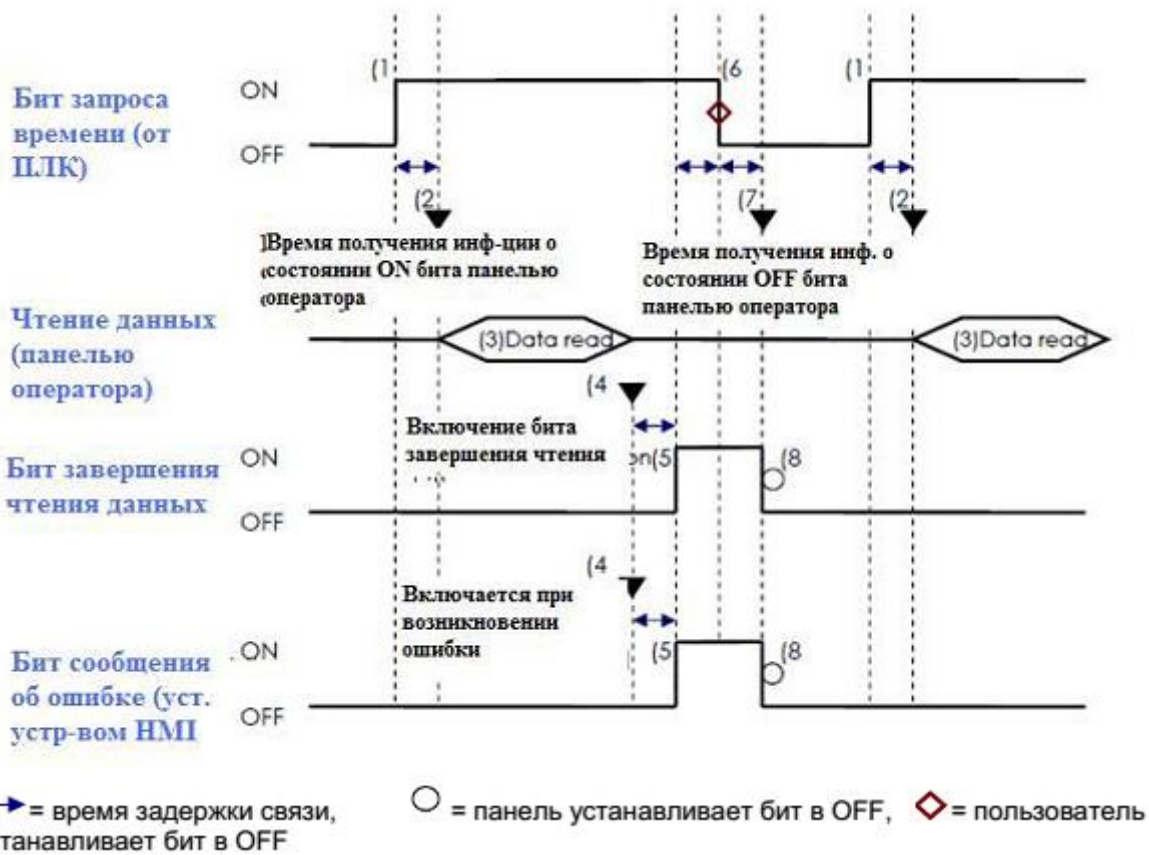 (1
(6
(1
Бит запроса
времени (от
ПЛК)
ON
OFF
(2
(7
(2
Время получения инф-ции о
состоянии ON бита панелью
оператора
Время получения инф. о
состоянии OFF бита
панелью оператора
Чтение данных
(панелью
оператора)
(3)Data read
(3)Data read
(4
Включение бита
завершения чтения
on(5
(8
Бит завершения
чтения данных
ON
OFF
(4
Включается при
возникновении
ошибки
(5
(8
Бит сообщения
об ошибке (уст.
устр-вом HMI
ON
OFF
= время задержки связи,
= панель устанавливает бит в OFF,
= пользователь
танавливает бит в OFF